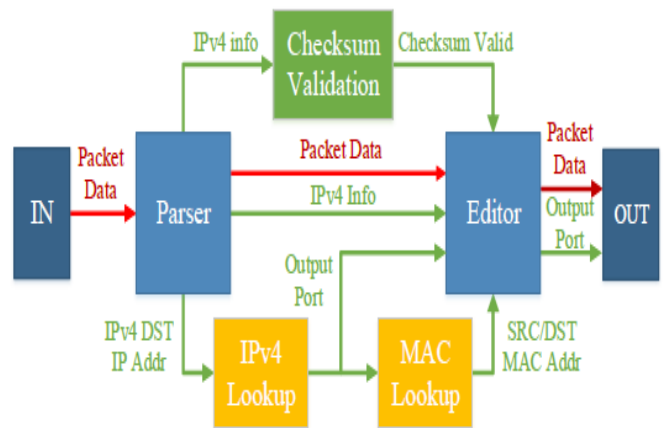 IPv4 info
Checksum
Validation
Checksum Valid
IN
Packet
Data
Parser
Packet Data
IPv4 Info
Editor
Packet
Data
Output
Port
OUT
Output
Port
IPv4 DST
IP Addr
IPv4
Lookup
MAC
Lookup
SRC/DST
MAC Addr